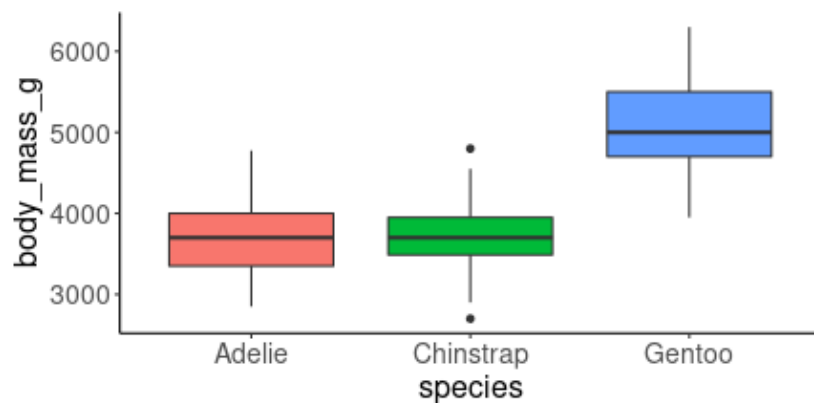 body_mass_g
6000
5000
4000
3000
Adelie Chinstrap Gentoo
species